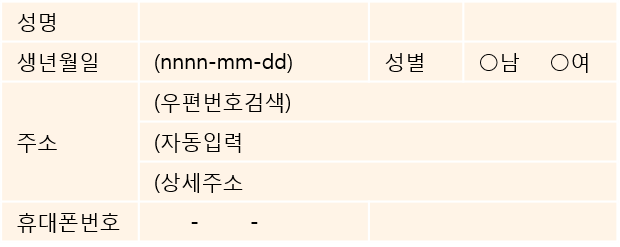 성명
생년월일 (nnnn-mm-dd) 성별 ○남 ○여
(우편번호검색)
주소 (자동입력
(상세주소
휴대폰번호 - -